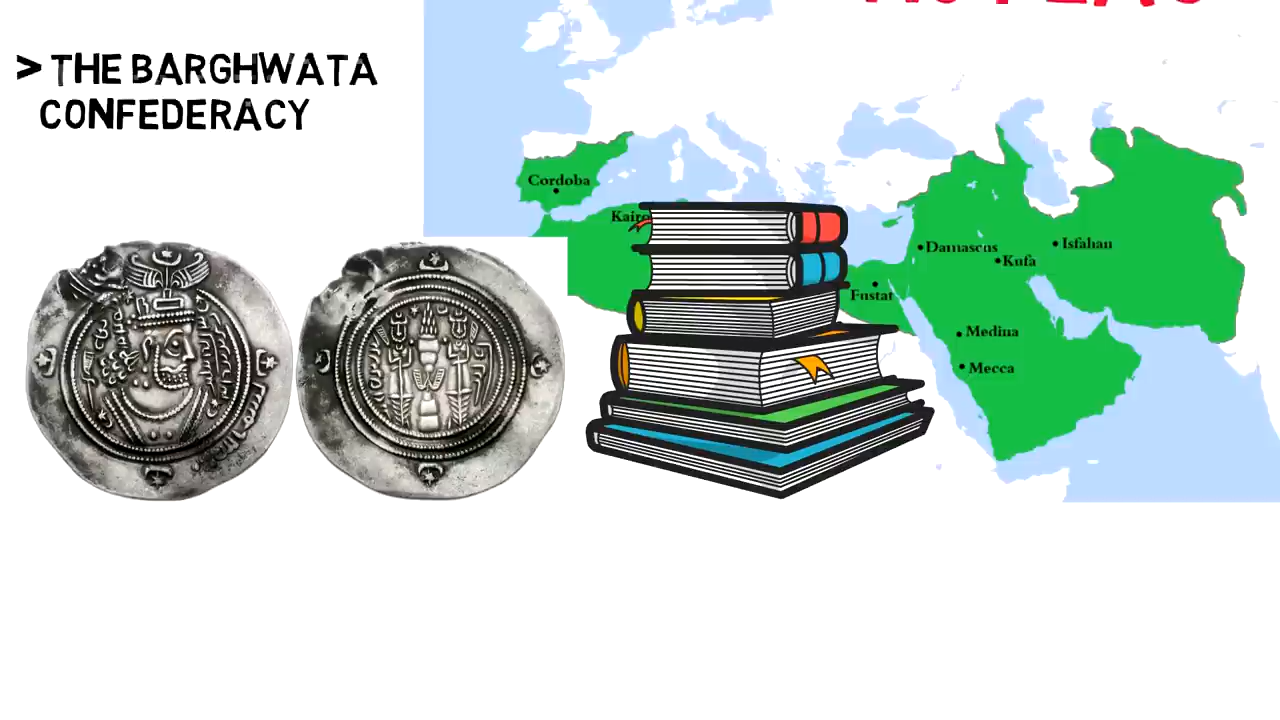 > THE BARGHWATA
CONFEDERACY
Cordoba
Damascus
Isfahan
Kufa
Fustat
Medina
Mecca